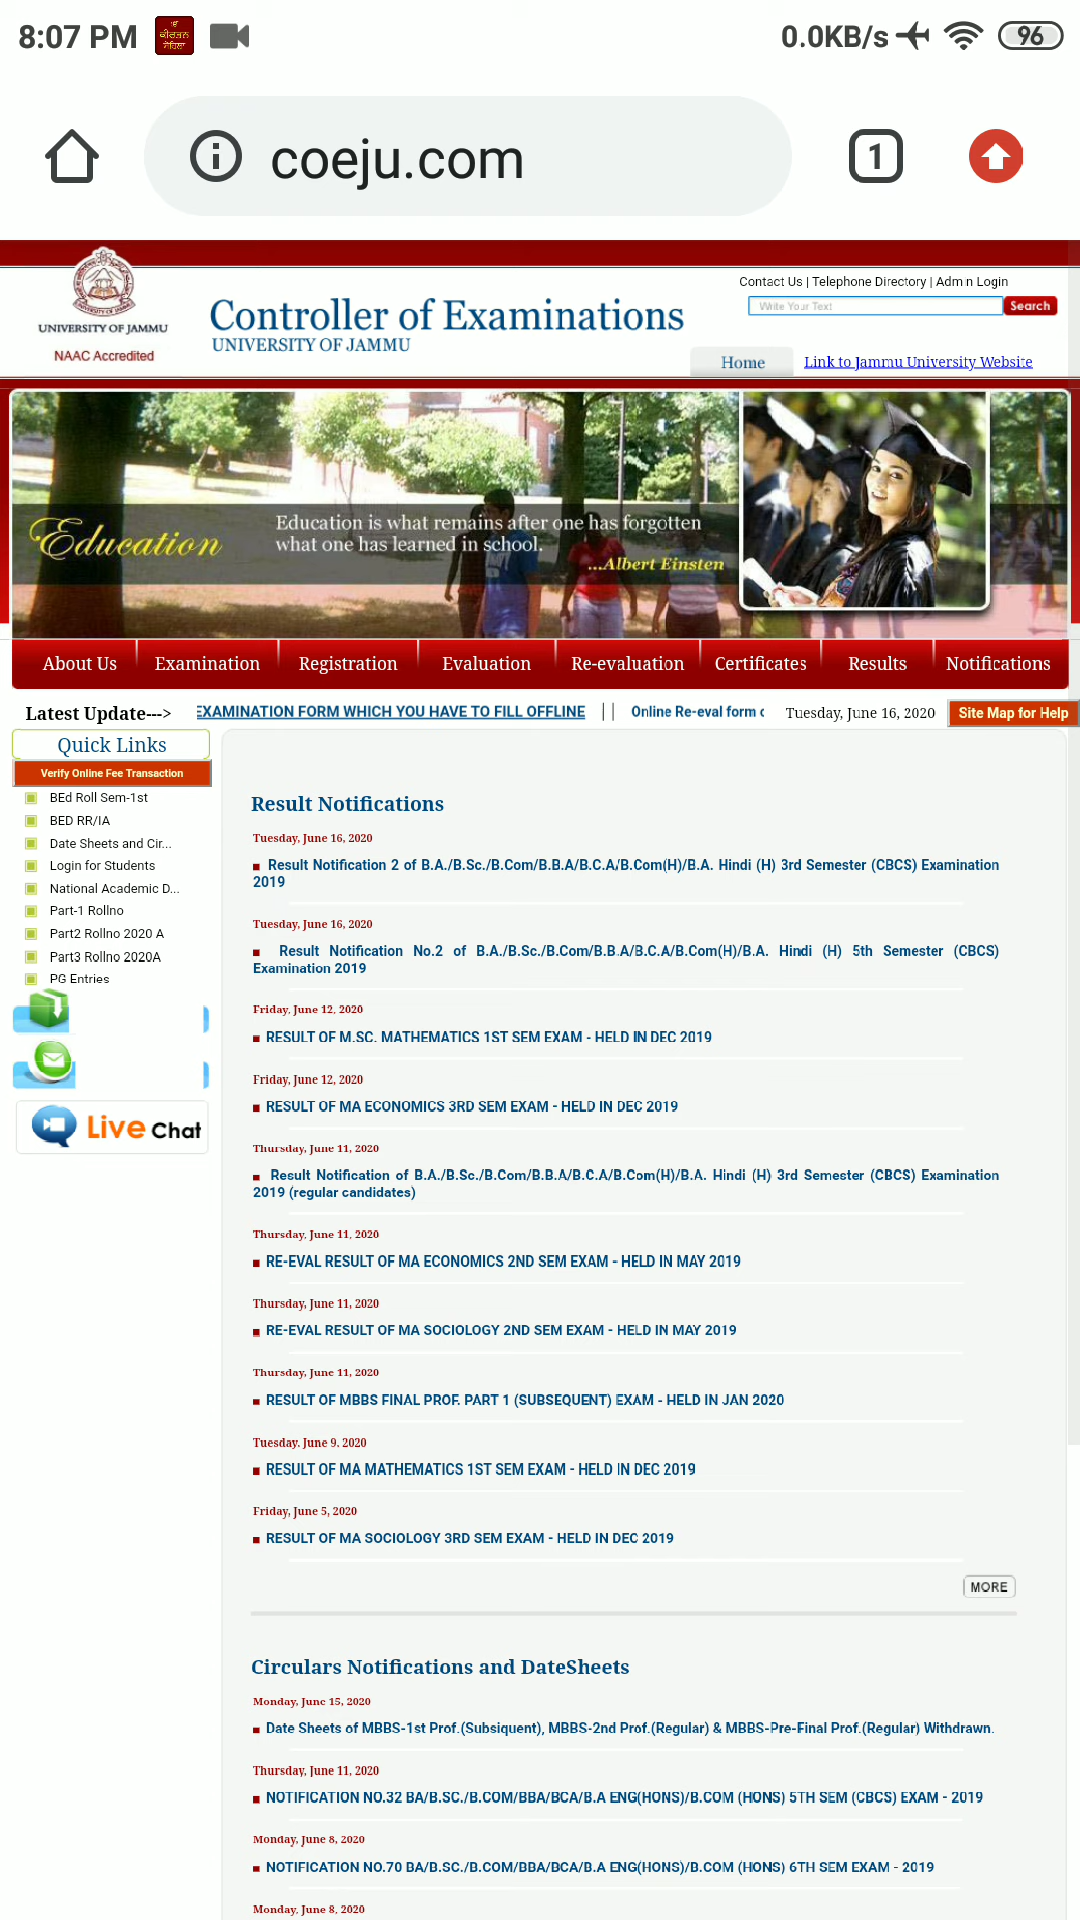 8:07 PM
ਕੀਰਤਨ
ਸੋਹਿਲਾ
0.0KB/s
96
coeju.com
1
Contact Us | Telephone Directory | Admin Login
Write Your Text
Search
UNIVERSITY OF JAMMU
NAAC Accredited
Controller of Examinations
UNIVERSITY OF JAMMU
Home
Link to Jammu University Website
Education
Education is what remains after one has forgotten
what one has learned in school.
...Albert Einsten
About Us
Examination
Registration
Evaluation
Re-evaluation
Certificates
Results
Notifications
Latest Update--->
EXAMINATION FORM WHICH YOU HAVE TO FILL OFFLINE || Online Re-eval form
Tuesday, June 16, 2020
Site Map for Help
Quick Links
Verify Online Fee Transaction
BEd Roll Sem-1st
BED RR/IA
Date Sheets and Cir...
Login for Students
National Academic D...
Part-1 Rollno
Part2 Rollno 2020 A
Part3 Rollno 2020A
PG Entries
Live Chat
Result Notifications
Tuesday, June 16, 2020
Result Notification 2 of B.A./B.Sc./B.Com/B.B.A/B.C.A/B.Com(H)/B.A. Hindi (H) 3rd Semester (CBCS) Examination
2019
Tuesday, June 16, 2020
Result Notification No.2 of B.A./B.Sc./B.Com/B.B.A/B.C.A/B.Com(H)/B.A. Hindi (H) 5th Semester (CBCS)
Examination 2019
Friday, June 12, 2020
RESULT OF M.SC. MATHEMATICS 1ST SEM EXAM - HELD IN DEC 2019
Friday, June 12, 2020
RESULT OF MA ECONOMICS 3RD SEM EXAM - HELD IN DEC 2019
Thursday, June 11, 2020
Result Notification of B.A./B.Sc./B.Com/B.B.A/B.C.A/B.Com(H)/B.A. Hindi (H) 3rd Semester (CBCS) Examination
2019 (regular candidates)
Thursday, June 11, 2020
RE-EVAL RESULT OF MA ECONOMICS 2ND SEM EXAM - HELD IN MAY 2019
Thursday, June 11, 2020
RE-EVAL RESULT OF MA SOCIOLOGY 2ND SEM EXAM - HELD IN MAY 2019
Thursday, June 11, 2020
RESULT OF MBBS FINAL PROF. PART 1 (SUBSEQUENT) EXAM - HELD IN JAN 2020
Tuesday, June 9, 2020
RESULT OF MA MATHEMATICS 1ST SEM EXAM - HELD IN DEC 2019
Friday, June 5, 2020
RESULT OF MA SOCIOLOGY 3RD SEM EXAM - HELD IN DEC 2019
MORE
Circulars Notifications and DateSheets
Monday, June 15, 2020
Date Sheets of MBBS-1st Prof.(Subsiquent), MBBS-2nd Prof.(Regular) & MBBS-Pre-Final Prof.(Regular) Withdrawn.
Thursday, June 11, 2020
NOTIFICATION NO.32 BA/B.SC./B.COM/BBA/BCA/B.A ENG(HONS)/B.COM (HONS) 5TH SEM (CBCS) EXAM - 2019
Monday, June 8, 2020
NOTIFICATION NO.70 BA/B.SC./B.COM/BBA/BCA/B.A ENG(HONS)/B.COM (HONS) 6TH SEM EXAM - 2019
Monday, June 8, 2020